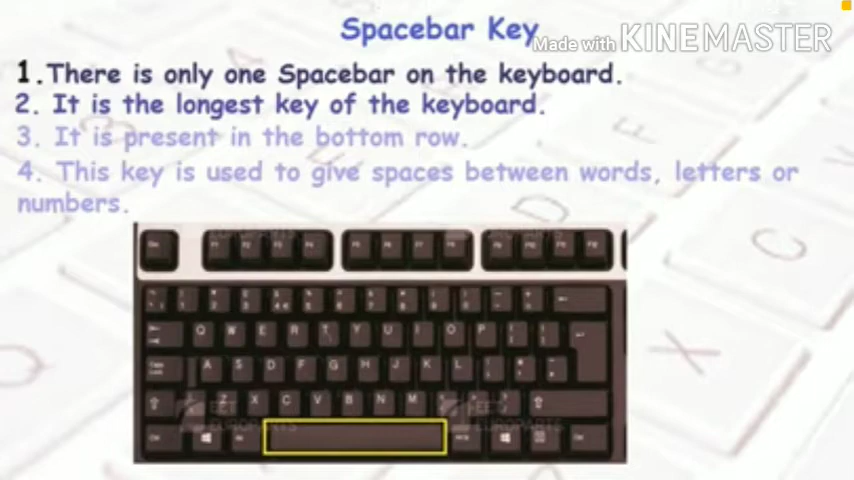 Spacebar Key
Made with KINEMASTER
1.There is only one Spacebar on the keyboard.
2. It is the longest key of the keyboard.
3. It is present in the bottom row.
4. This key is used to give spaces between words, letters or
numbers.
Q W E R T Y U I O P
A S D F G H J K L
Z X C V B N M